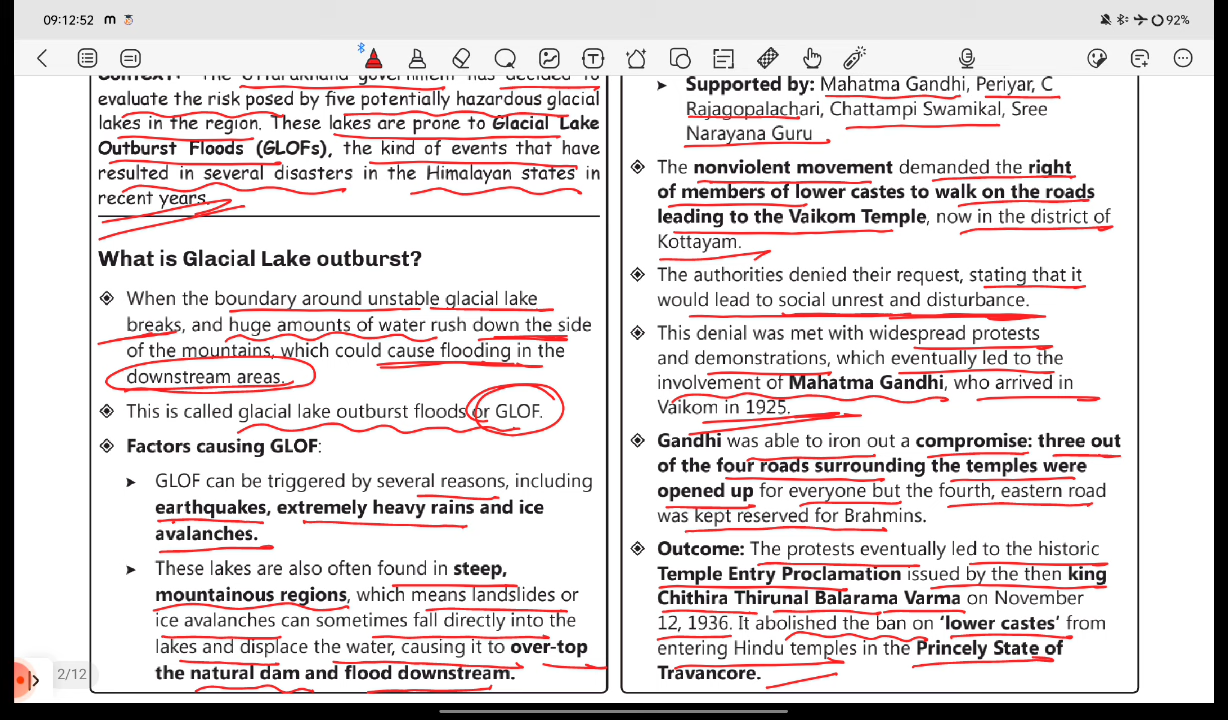 09:12:52 m
92%
CONTEXT: The Uttarakhand government has decided to
evaluate the risk posed by five potentially hazardous glacial
lakes in the region. These lakes are prone to Glacial Lake
Outburst Floods (GLOFs), the kind of events that have
resulted in several disasters in the Himalayan states in
recent years.
What is Glacial Lake outburst?
When the boundary around unstable glacial lake
breaks, and huge amounts of water rush down the side
of the mountains, which could cause flooding in the
downstream areas.
This is called glacial lake outburst floods or GLOF.
Factors causing GLOF:
GLOF can be triggered by several reasons, including
earthquakes, extremely heavy rains and ice
avalanches.
These lakes are also often found in steep,
mountainous regions, which means landslides or
ice avalanches can sometimes fall directly into the
lakes and displace the water, causing it to over-top
the natural dam and flood downstream.
2/12
Supported by: Mahatma Gandhi, Periyar, C
Rajagopalachari, Chattampi Swamikal, Sree
Narayana Guru
The nonviolent movement demanded the right
of members of lower castes to walk on the roads
leading to the Vaikom Temple, now in the district of
Kottayam.
The authorities denied their request, stating that it
would lead to social unrest and disturbance.
This denial was met with widespread protests
and demonstrations, which eventually led to the
involvement of Mahatma Gandhi, who arrived in
Vaikom in 1925.
Gandhi was able to iron out a compromise: three out
of the four roads surrounding the temples were
opened up for everyone but the fourth, eastern road
was kept reserved for Brahmins.
Outcome: The protests eventually led to the historic
Temple Entry Proclamation issued by the then king
Chithira Thirunal Balarama Varma on November
12, 1936. It abolished the ban on ‘lower castes’ from
entering Hindu temples in the Princely State of
Travancore.